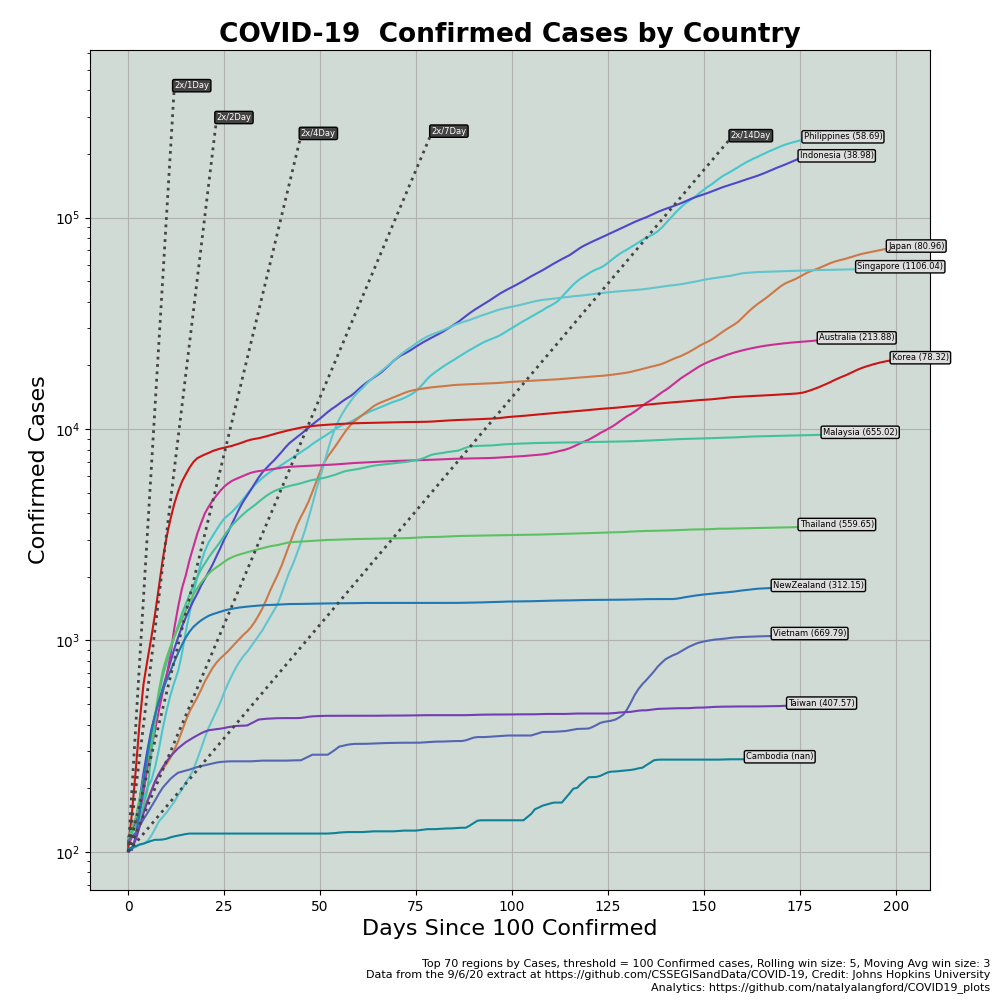 COVID-19  Confirmed Cases by Country
2x/1Day
2x/2Day
2x/4Day
2x/7Day
2x/14Day
Philippines (58.69)
Indonesia (38.98)
Japan (80.96)
Singapore (1106.04)
Australia (213.88)
Korea (78.32)
Malaysia (655.02)
Thailand (559.65)
NewZealand (312.15)
Vietnam (669.79)
Taiwan (407.57)
Cambodia (nan)
Confirmed Cases
10^5
10^4
10^3
10^2
0 25 50 75 100 125 150 175 200
Days Since 100 Confirmed
Top 70 regions by Cases, threshold = 100 Confirmed cases, Rolling win size: 5, Moving Avg win size: 3
Data from the 9/6/20 extract at https://github.com/CSSEGISandData/COVID-19, Credit: Johns Hopkins University
Analytics: https://github.com/natalyalangford/COVID19_plots